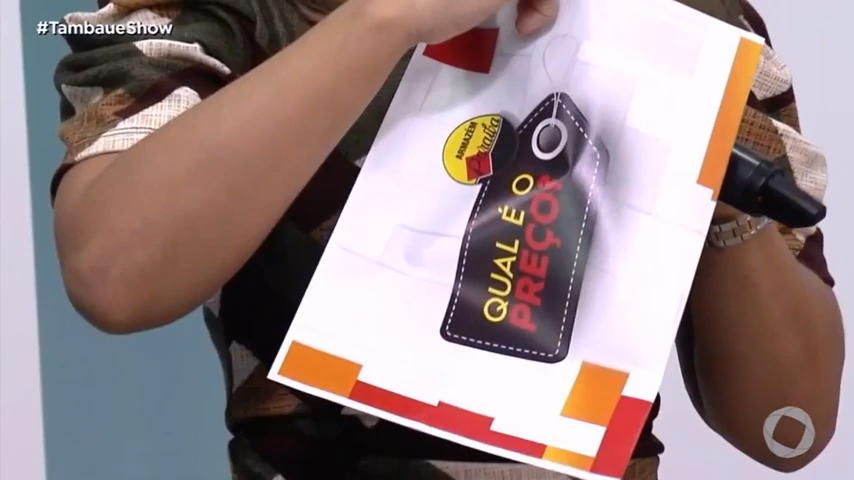 #TambaueShow
ARMAZÉM
Paraíba
QUAL É O
PREÇO?